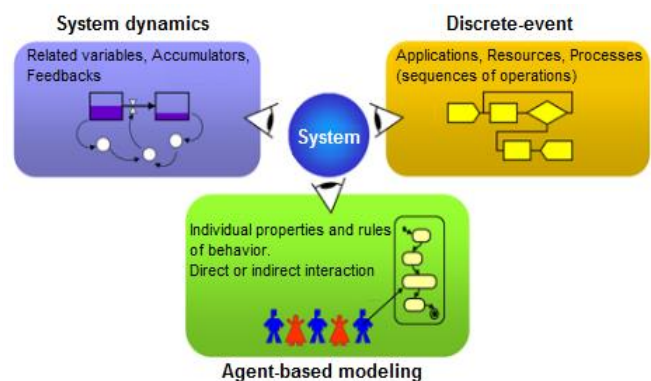 System dynamics
Related variables, Accumulators,
Feedbacks
Discrete-event
Applications, Resources, Processes
(sequences of operations)
System
Individual properties and rules
of behavior.
Direct or indirect interaction
Agent-based modeling